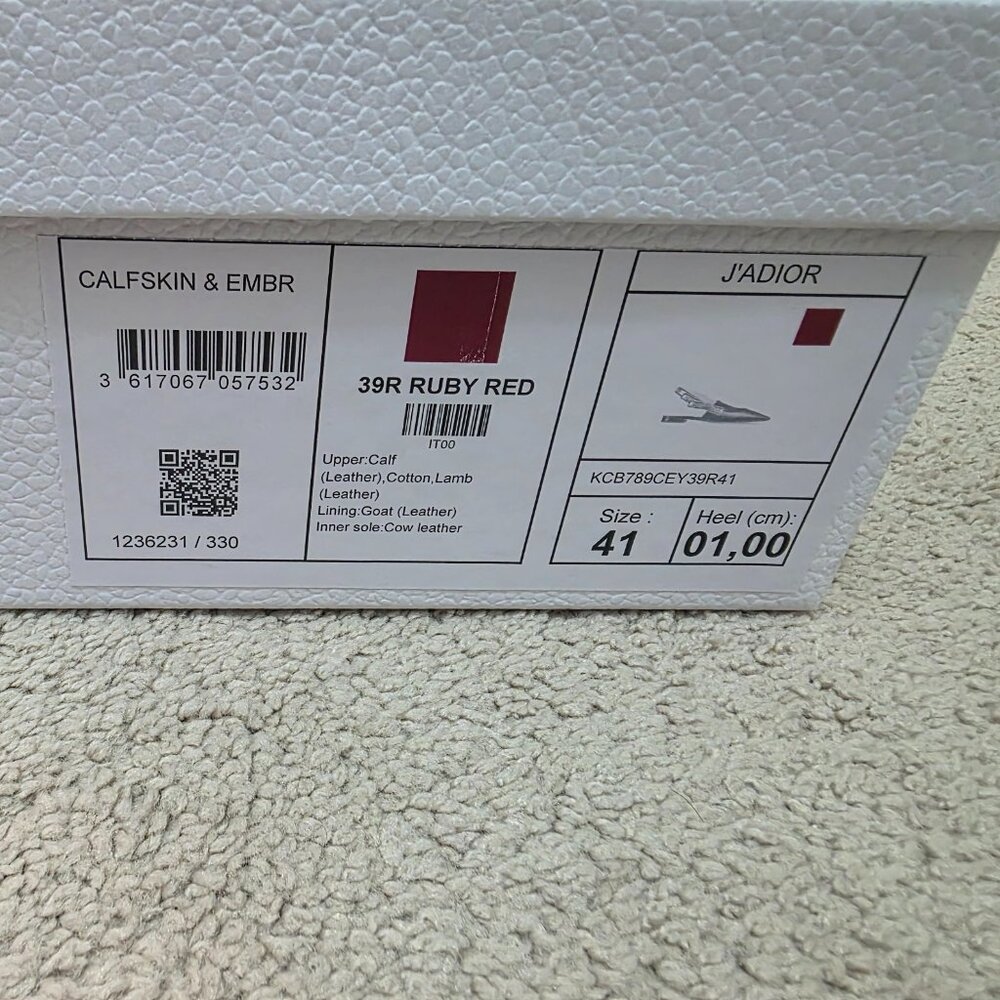 CALFSKIN & EMBR
3 617067 057532
1236231 / 330
39R RUBY RED
IT00
Upper:Calf
(Leather),Cotton,Lamb
(Leather)
Lining:Goat (Leather)
Inner sole:Cow leather
J'ADIOR
KCB789CEY39R41
Size :
41
Heel (cm):
01,00